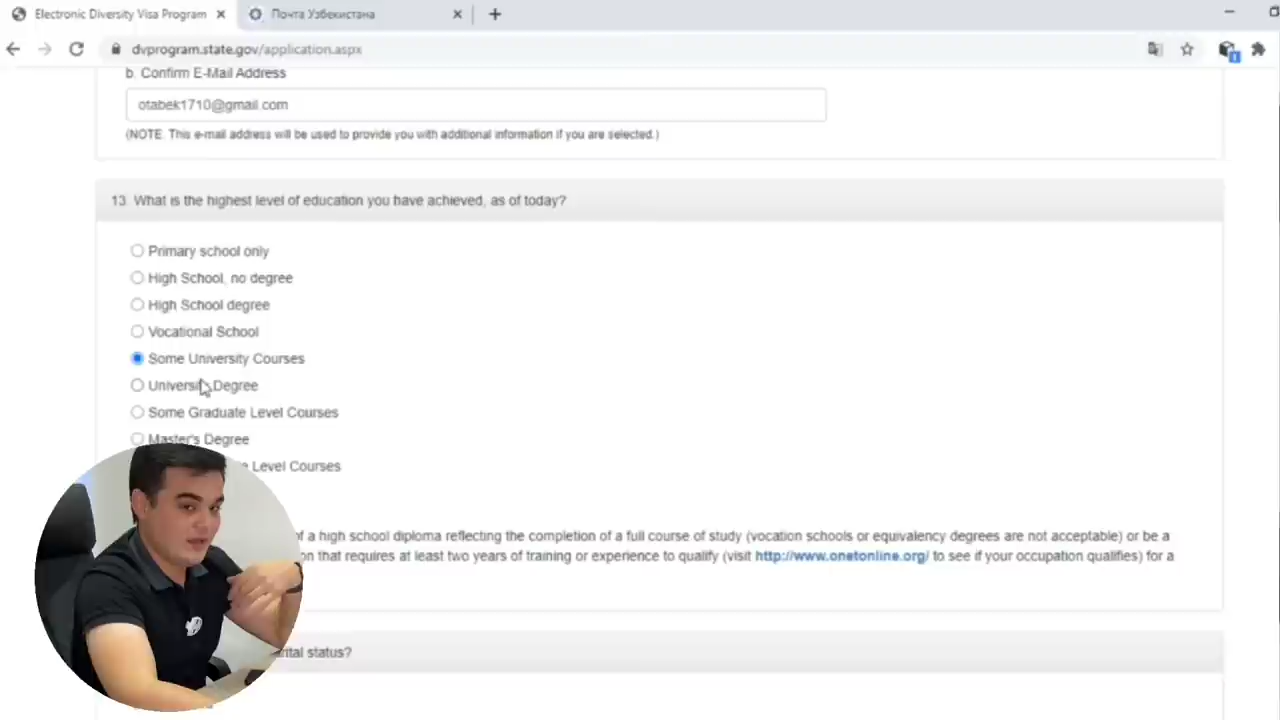 Electronic Diversity Visa Program
Почта Узбекистана
dvprogram.state.gov/application.aspx
b. Confirm E-Mail Address
otabek1710@gmail.com
(NOTE. This e-mail address will be used to provide you with additional information if you are selected.)
13. What is the highest level of education you have achieved, as of today?
Primary school only
High School, no degree
High School degree
Vocational School
Some University Courses
University Degree
Some Graduate Level Courses
Master's Degree
Level Courses
of a high school diploma reflecting the completion of a full course of study (vocation schools or equivalency degrees are not acceptable) or be a
that requires at least two years of training or experience to qualify (visit http://www.onetonline.org/ to see if your occupation qualifies) for a
status?